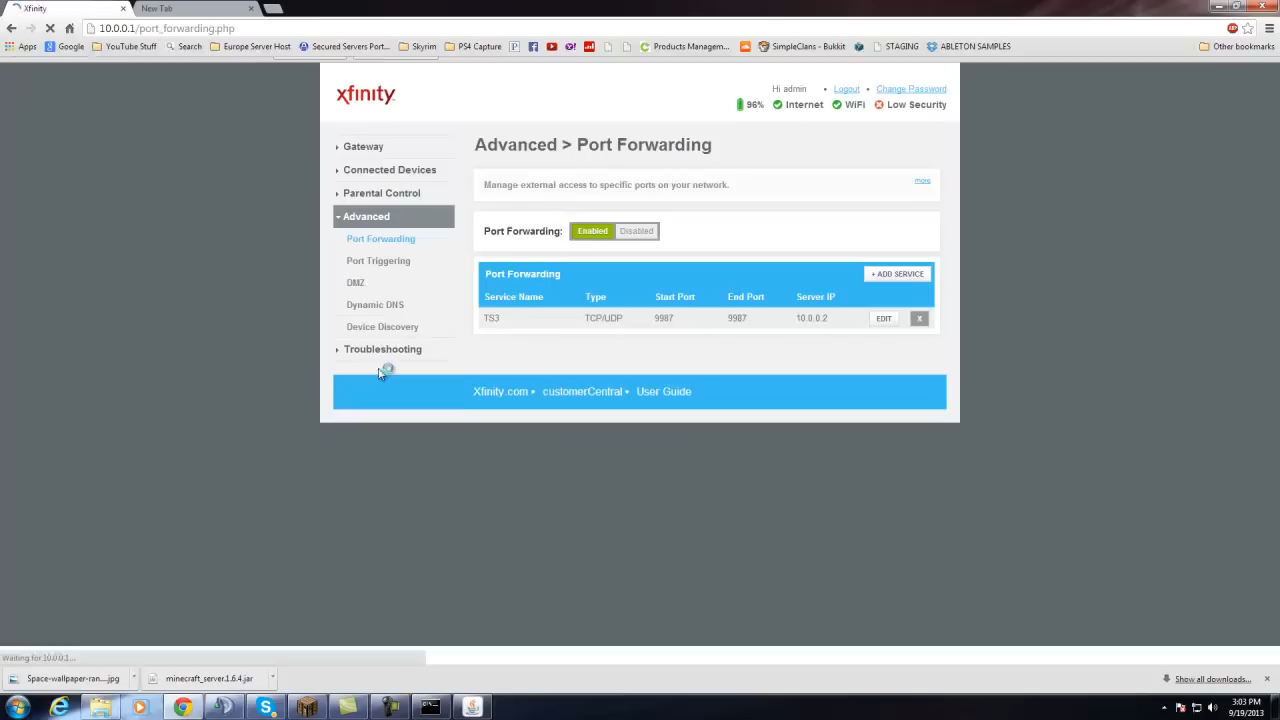 Xfinity
New Tab
10.0.0.1/port_forwarding.php
Apps Google YouTube Stuff Search Europe Server Host Secured Servers Port... Skyrim PS4 Capture Products Managem... SimpleClans - Bukkit STAGING ABLETON SAMPLES Other bookmarks
xfinity
Hi admin • Logout • Change Password
96% Internet WiFi Low Security
Gateway
Connected Devices
Parental Control
Advanced
Port Forwarding
Port Triggering
DMZ
Dynamic DNS
Device Discovery
Troubleshooting
Advanced > Port Forwarding
Manage external access to specific ports on your network.
more
Port Forwarding: Enabled Disabled
Port Forwarding
+ ADD SERVICE
Service Name Type Start Port End Port Server IP
TS3 TCP/UDP 9987 9987 10.0.0.2 EDIT X
Xfinity.com • customerCentral • User Guide
Waiting for 10.0.0.1...
Space-wallpaper-ran....jpg
minecraft_server.1.6.4.jar
Show all downloads...
3:03 PM
9/19/2013